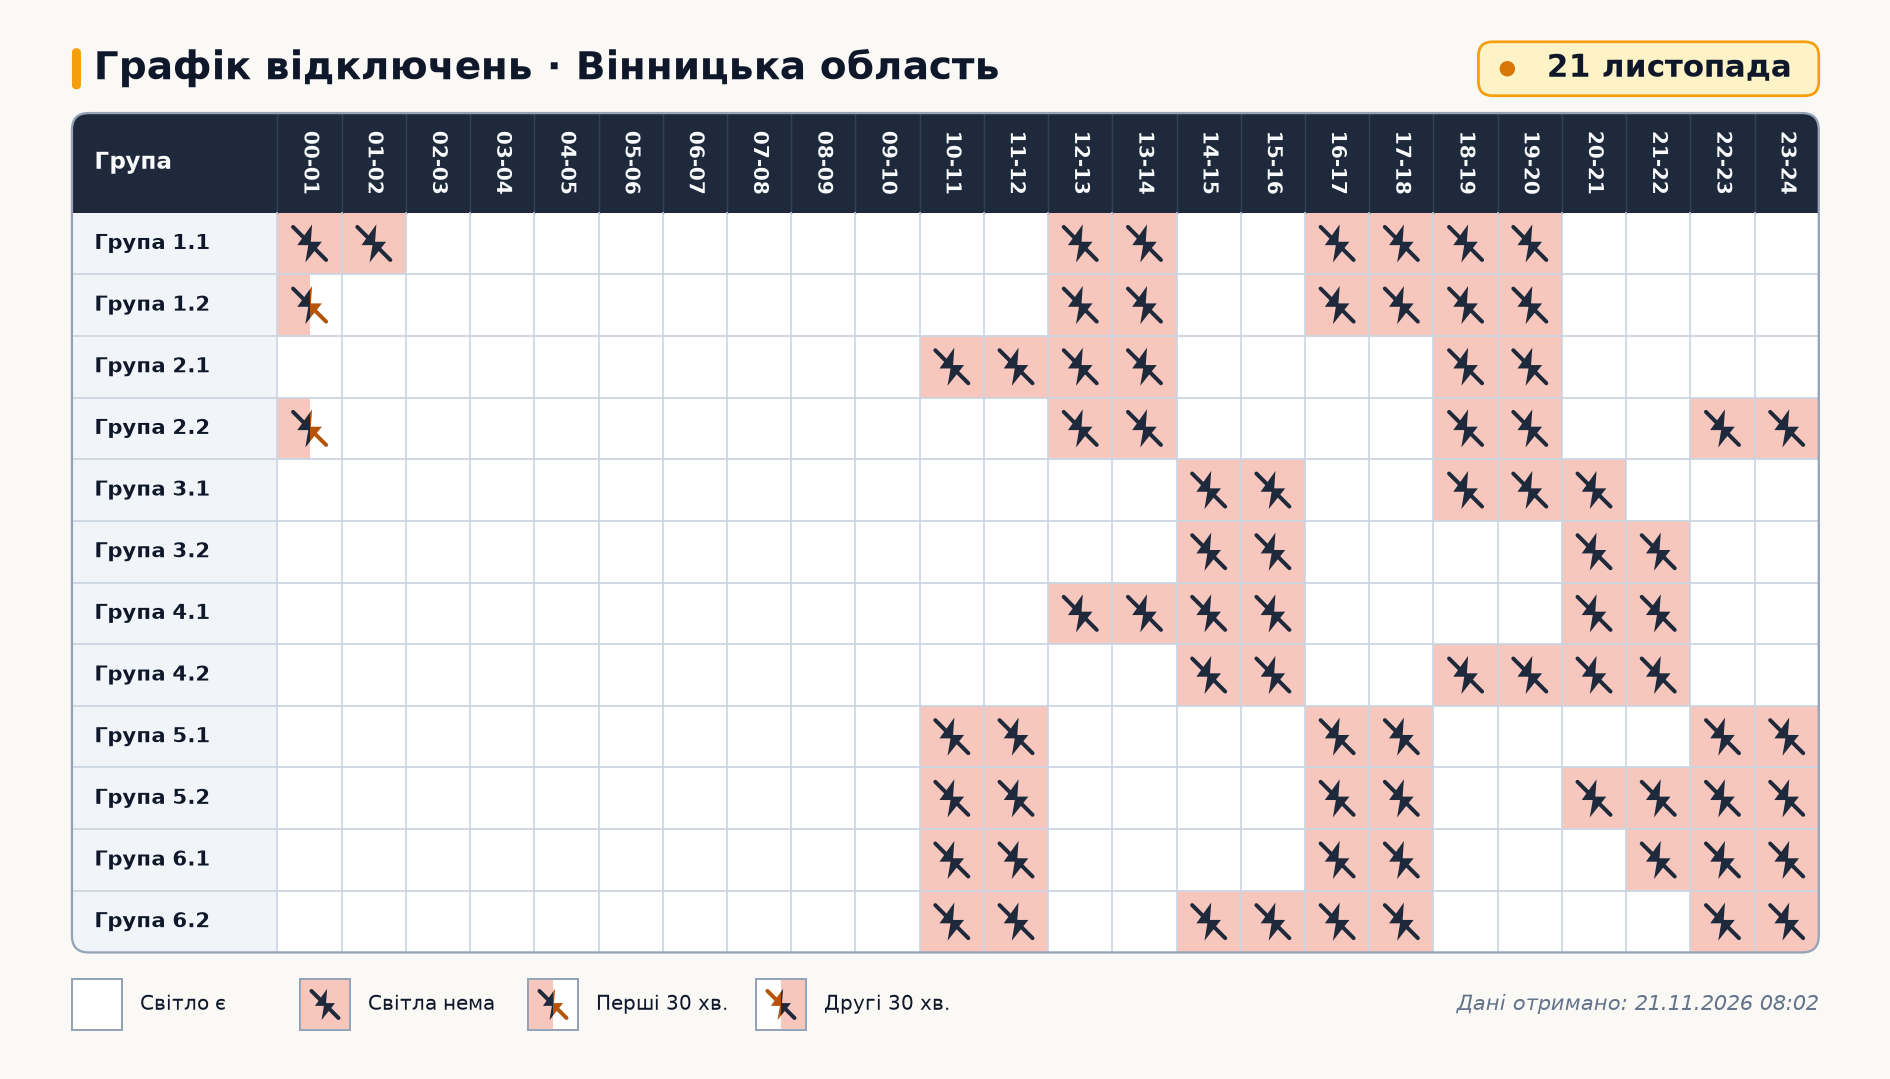 Графік відключень · Вінницька область
21 листопада
Група 00-01 01-02 02-03 03-04 04-05 05-06 06-07 07-08 08-09 09-10 10-11 11-12 12-13 13-14 14-15 15-16 16-17 17-18 18-19 19-20 20-21 21-22 22-23 23-24
Група 1.1
Група 1.2
Група 2.1
Група 2.2
Група 3.1
Група 3.2
Група 4.1
Група 4.2
Група 5.1
Група 5.2
Група 6.1
Група 6.2
Світло є Світла нема Перші 30 хв. Другі 30 хв.
Дані отримано: 21.11.2026 08:02